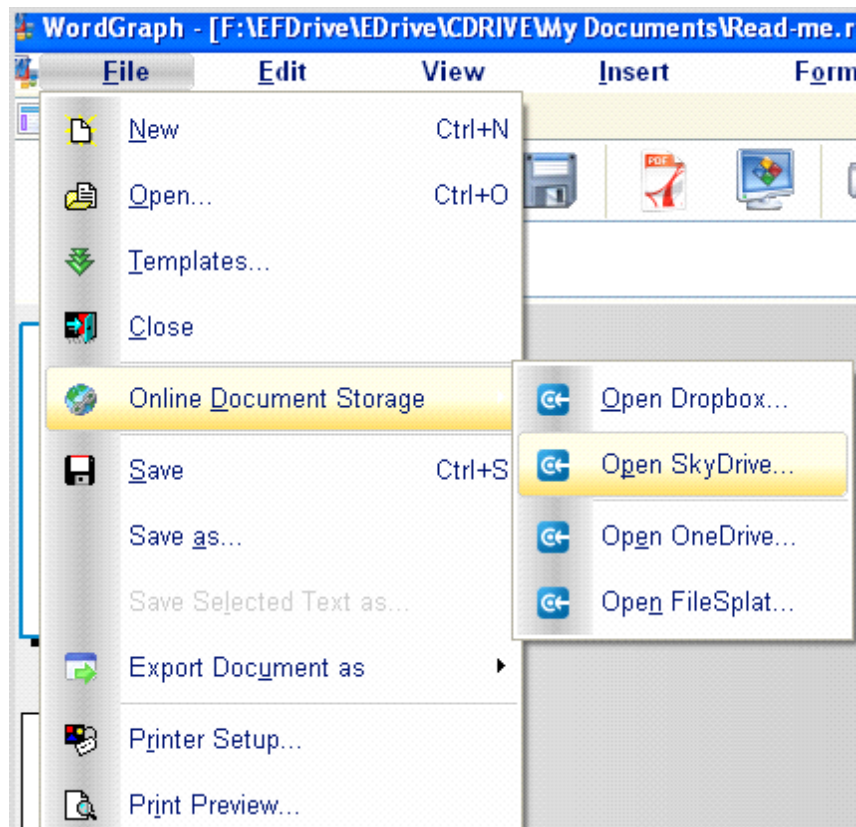 WordGraph - [F:\EFDrive\EDrive\CDRIVE\My Documents\Read-me.r
File Edit View Insert Form
New Ctrl+N
Open... Ctrl+O
PDF
Templates...
Close
Online Document Storage
Open Dropbox...
Open SkyDrive...
Open OneDrive...
Open FileSplat...
Save Ctrl+S
Save as...
Save Selected Text as...
Export Document as
Printer Setup...
Print Preview...